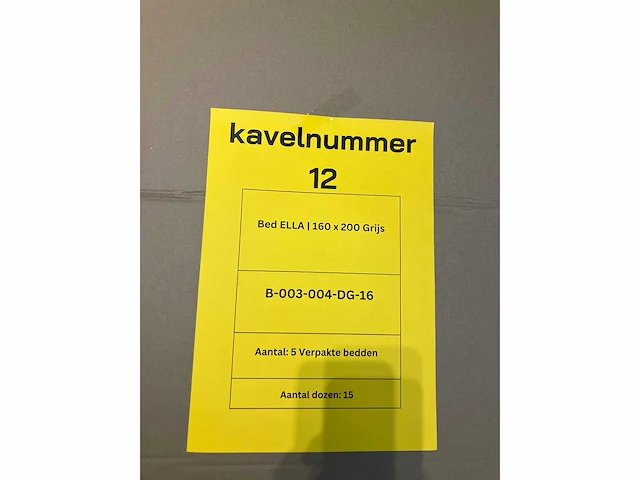 kavelnummer
12
Bed ELLA | 160 x 200 Grijs
B-003-004-DG-16
Aantal: 5 Verpakte bedden
Aantal dozen: 15